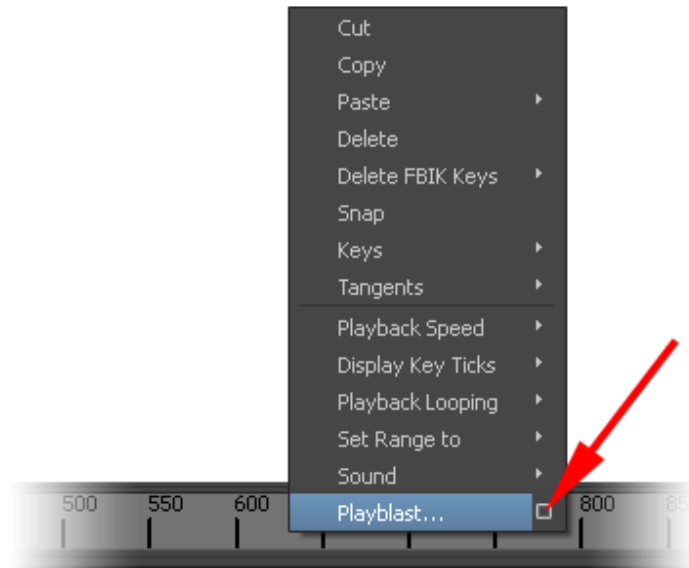 Cut
Copy
Paste
Delete
Delete FBIK Keys
Snap
Keys
Tangents
Playback Speed
Display Key Ticks
Playback Looping
Set Range to
Sound
Playblast...
500 550 600 800